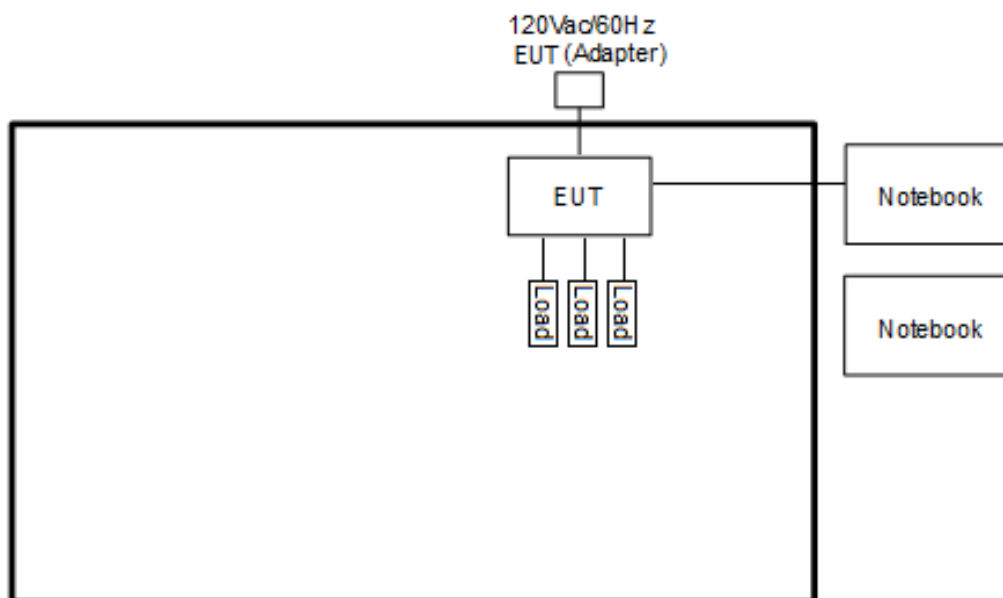 120Vac/60Hz
EUT (Adapter)
EUT
Notebook
Load
Load
Load
Notebook